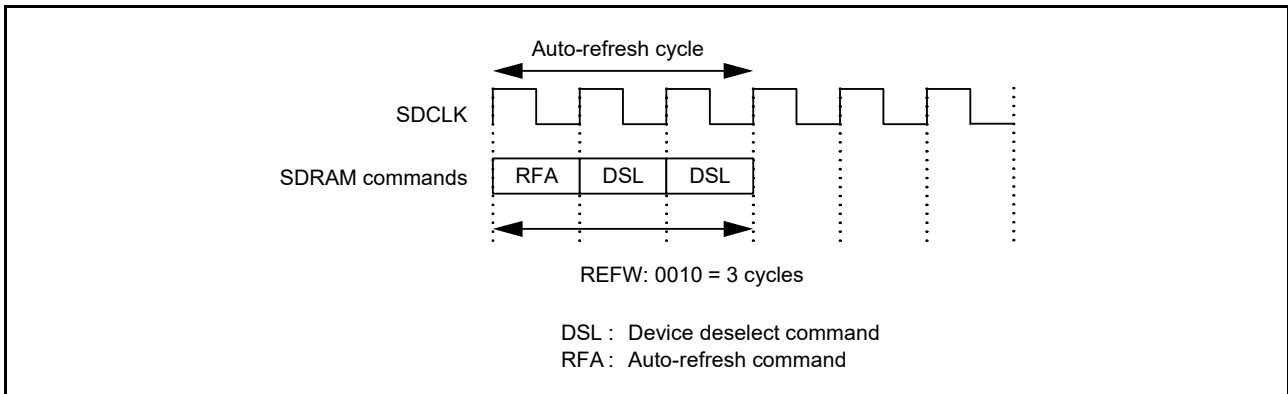 Auto-refresh cycle
SDCLK
SDRAM commands RFA DSL DSL
REFW: 0010 = 3 cycles
DSL : Device deselect command
RFA : Auto-refresh command